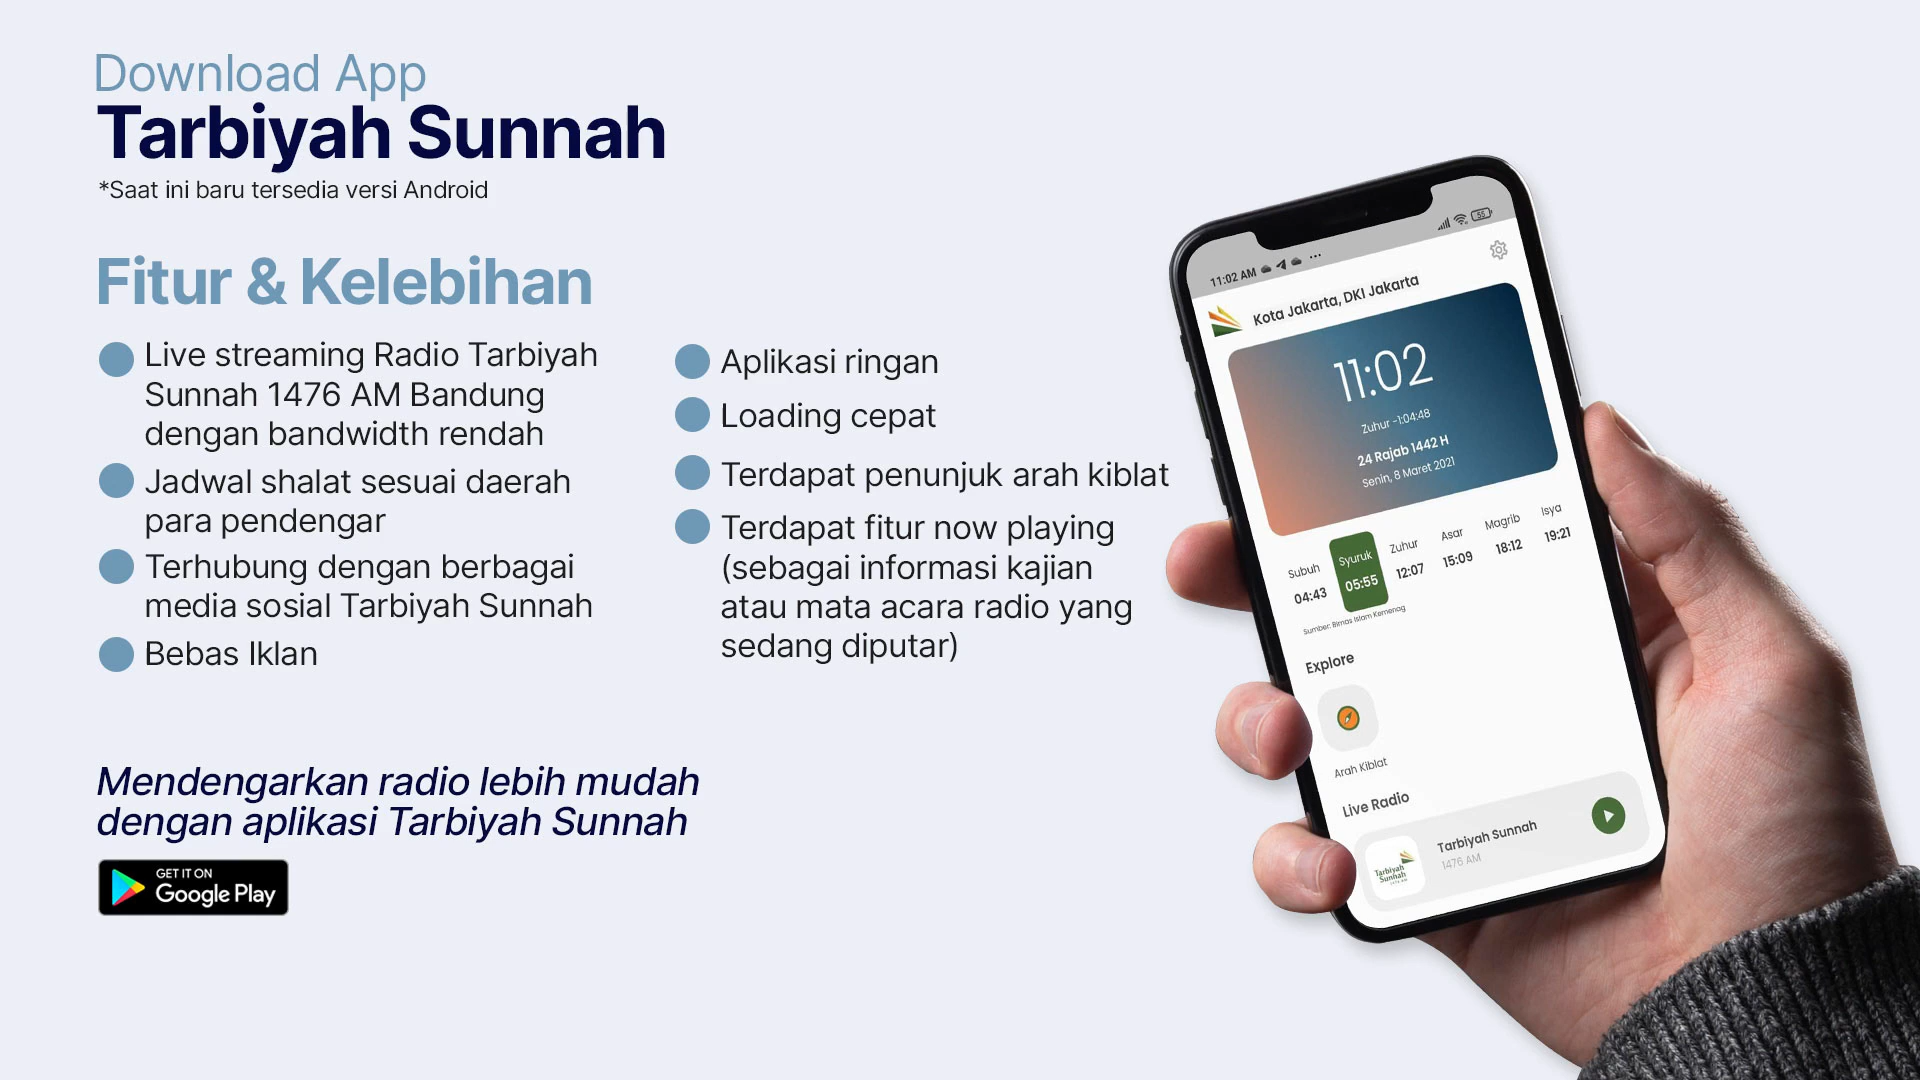 Download App
Tarbiyah Sunnah
*Saat ini baru tersedia versi Android
Fitur & Kelebihan
Live streaming Radio Tarbiyah
Sunnah 1476 AM Bandung
dengan bandwidth rendah
Jadwal shalat sesuai daerah
para pendengar
Terhubung dengan berbagai
media sosial Tarbiyah Sunnah
Bebas Iklan
Aplikasi ringan
Loading cepat
Terdapat penunjuk arah kiblat
Terdapat fitur now playing
(sebagai informasi kajian
atau mata acara radio yang
sedang diputar)
Mendengarkan radio lebih mudah
dengan aplikasi Tarbiyah Sunnah
GET IT ON
Google Play
11:02 AM ... 55
Kota Jakarta, DKI Jakarta
11:02
Zuhur -1:04:48
24 Rajab 1442 H
Senin, 8 Maret 2021
Subuh Syuruk Zuhur Asar Magrib Isya
04:43 05:55 12:07 15:09 18:12 19:21
Sumber: Bimas Islam Kemenag
Explore
Arah Kiblat
Live Radio
Tarbiyah Sunnah
1476 AM
Tarbiyah
Sunnah